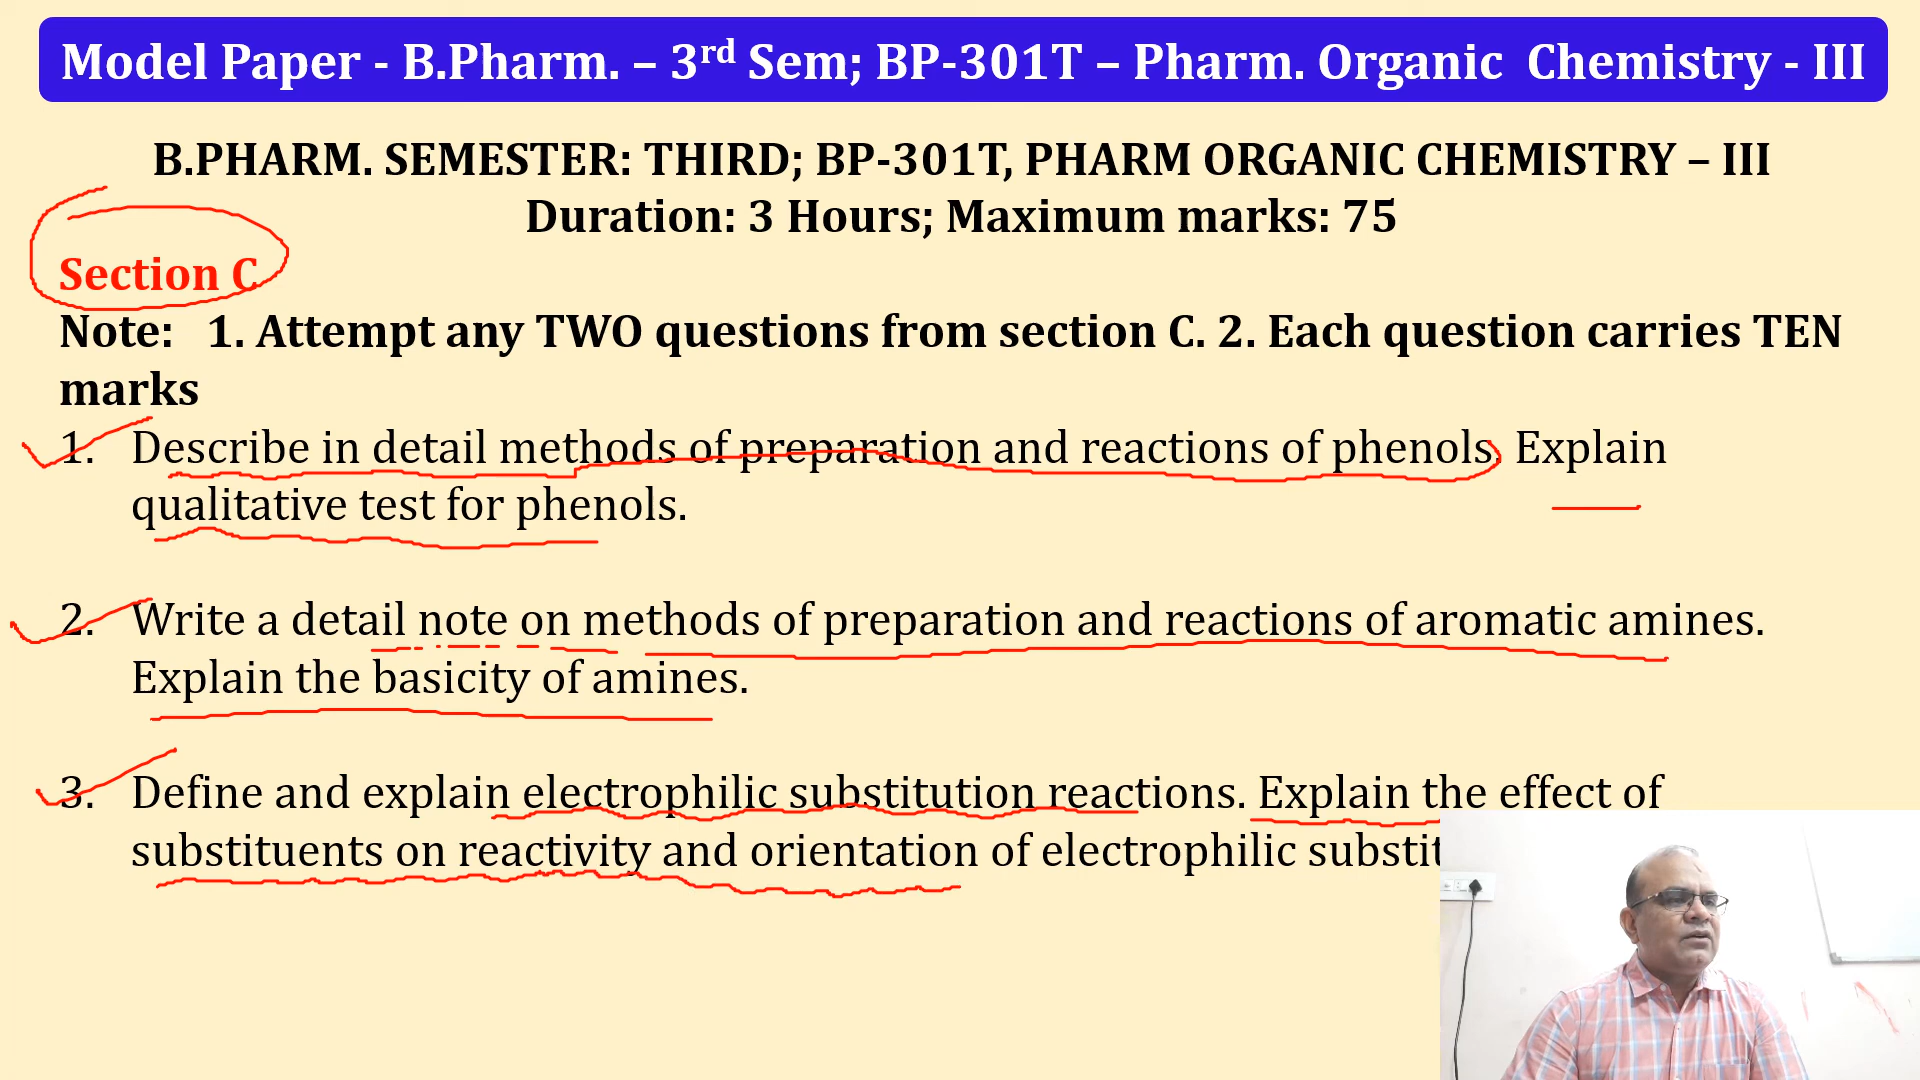 Model Paper - B.Pharm. – 3rd Sem; BP-301T – Pharm. Organic Chemistry - III
B.PHARM. SEMESTER: THIRD; BP-301T, PHARM ORGANIC CHEMISTRY – III
Duration: 3 Hours; Maximum marks: 75
Section C
Note: 1. Attempt any TWO questions from section C. 2. Each question carries TEN
marks
1. Describe in detail methods of preparation and reactions of phenols. Explain
qualitative test for phenols.
2. Write a detail note on methods of preparation and reactions of aromatic amines.
Explain the basicity of amines.
3. Define and explain electrophilic substitution reactions. Explain the effect of
substituents on reactivity and orientation of electrophilic